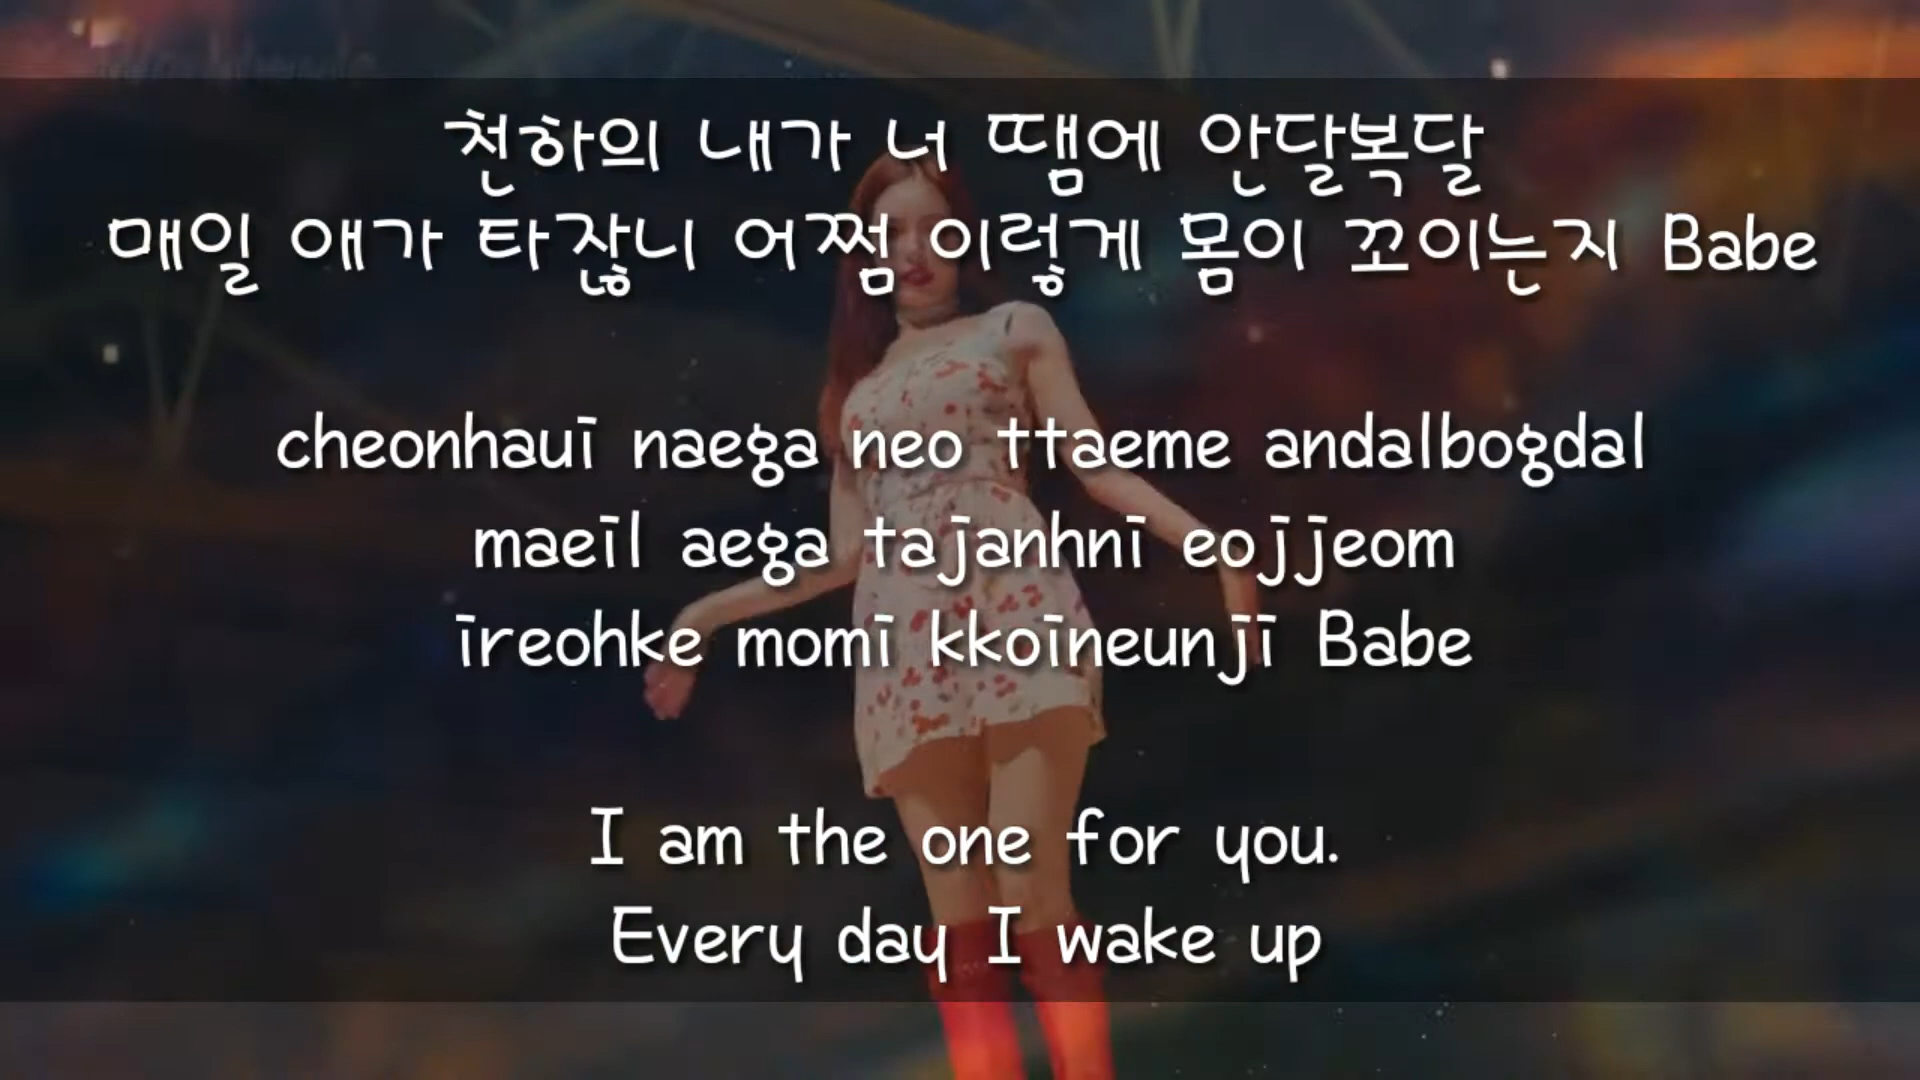 천하의 내가 너 땜에 안달복달
매일 애가 타잖니 어쩜 이렇게 몸이 꼬이는지 Babe
cheonhaui naega neo ttaeme andalbogdal
maeil aega tajanhni eojjeom
ireohke momi kkoineunji Babe
I am the one for you.
Every day I wake up